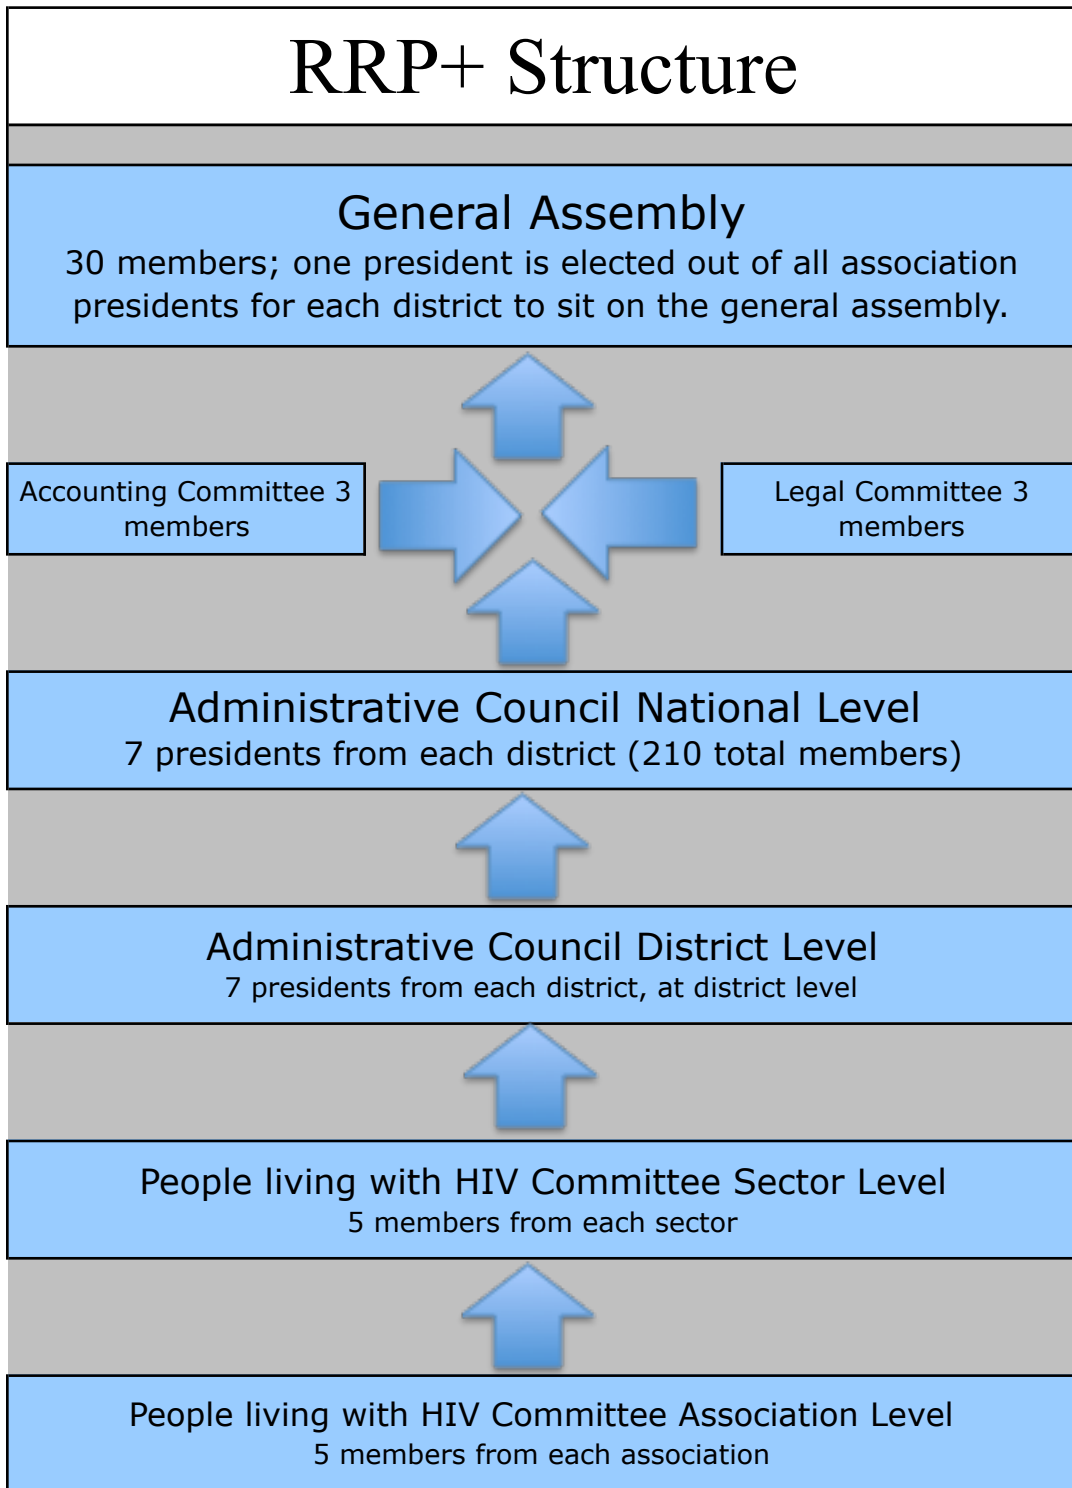 RRP+ Structure
General Assembly
30 members; one president is elected out of all association
presidents for each district to sit on the general assembly.
Accounting Committee 3
members
Legal Committee 3
members
Administrative Council National Level
7 presidents from each district (210 total members)
Administrative Council District Level
7 presidents from each district, at district level
People living with HIV Committee Sector Level
5 members from each sector
People living with HIV Committee Association Level
5 members from each association